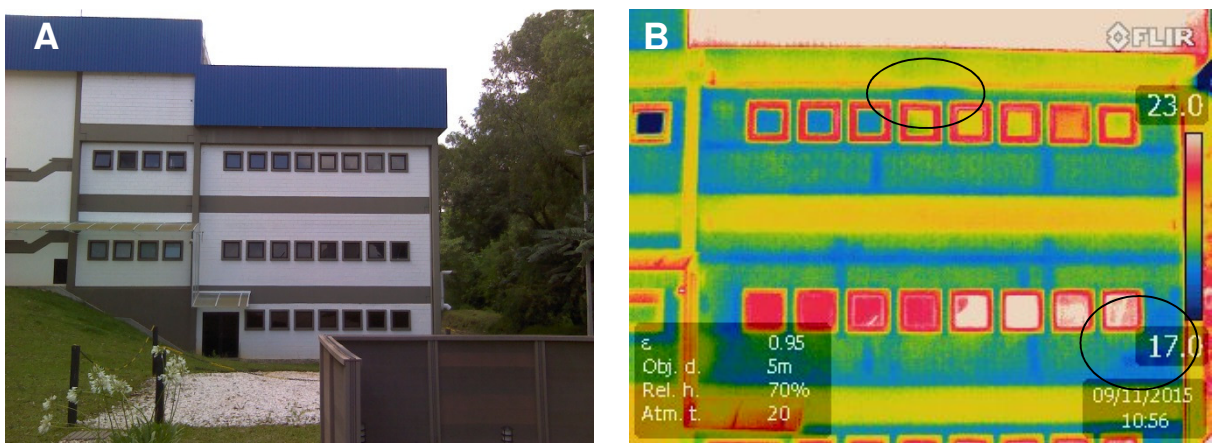 A
B
FLIR
23.0
17.0
ε 0.95
Obj. d. 5m
Rel. h. 70%
Atm. t. 20
09/11/2015
10:56